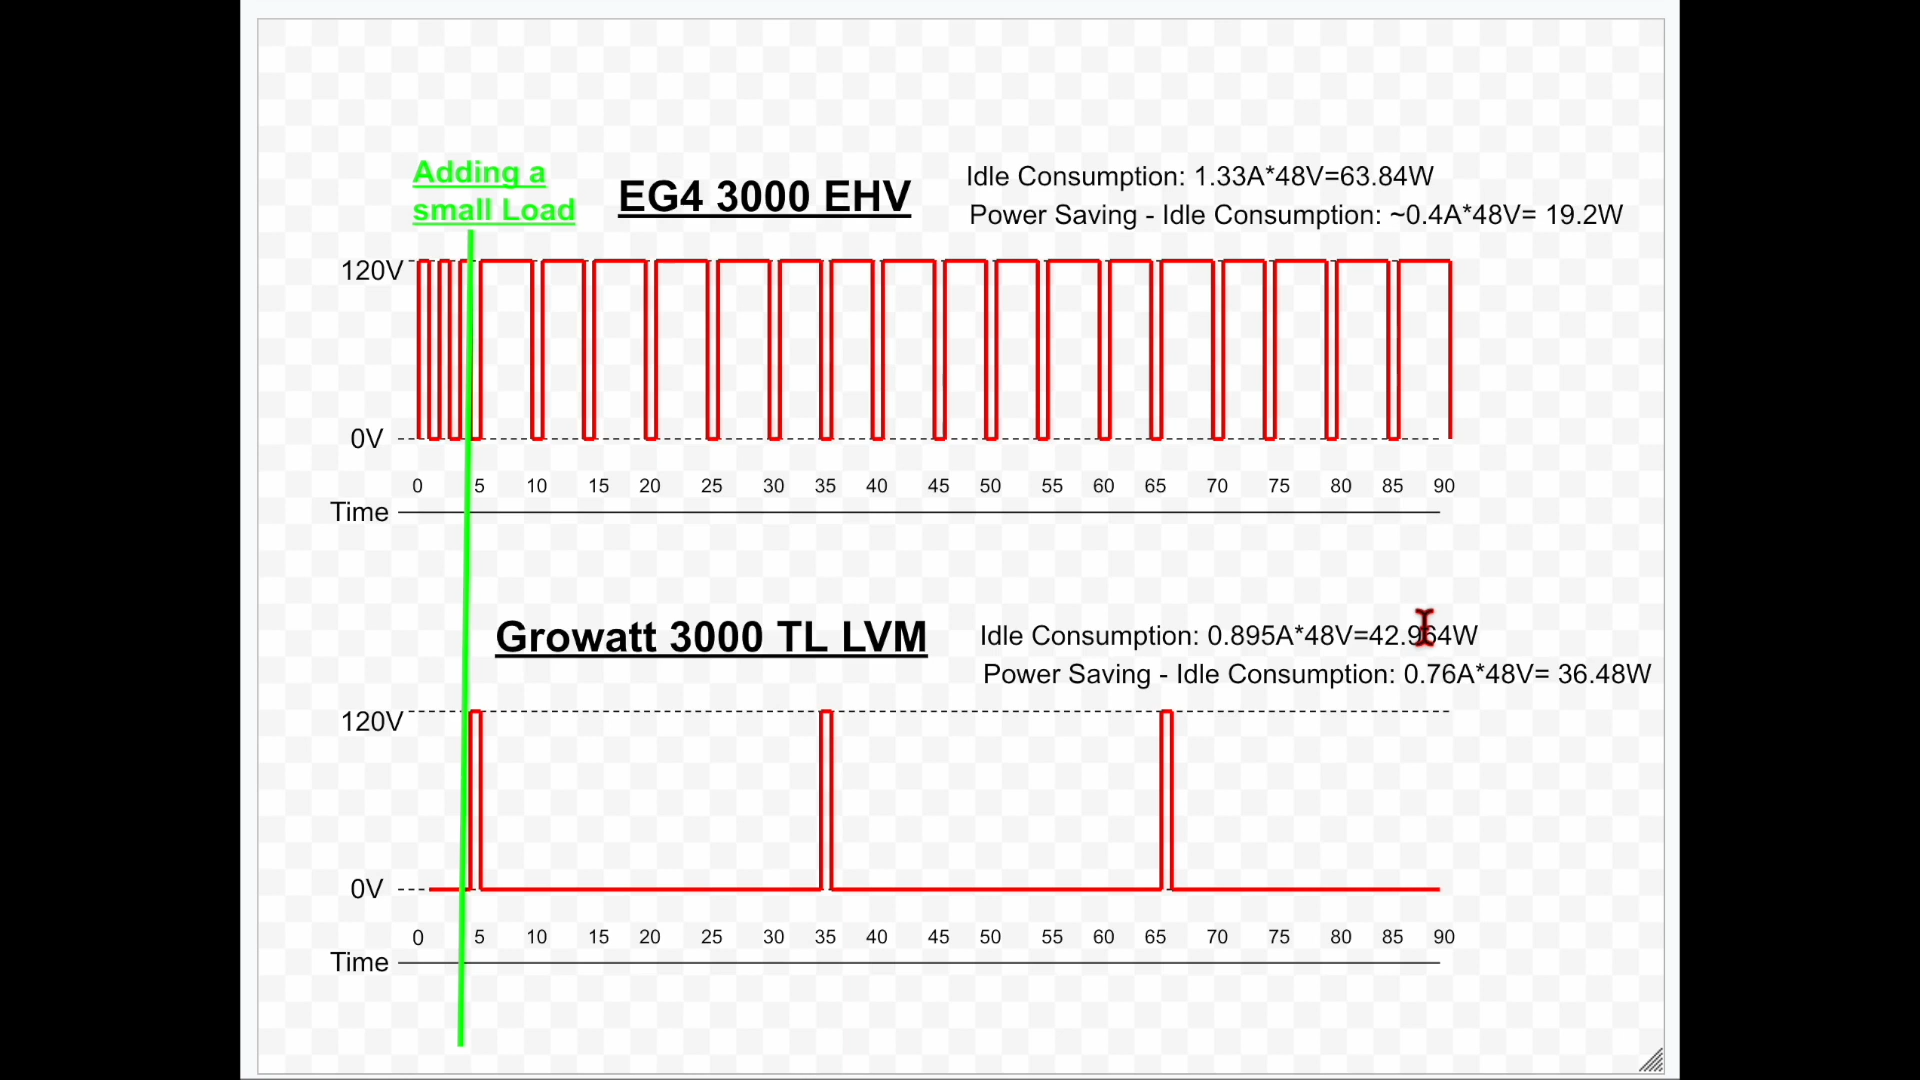 Adding a
small Load
EG4 3000 EHV
Idle Consumption: 1.33A*48V=63.84W
Power Saving - Idle Consumption: ~0.4A*48V= 19.2W
120V
0V
0 5 10 15 20 25 30 35 40 45 50 55 60 65 70 75 80 85 90
Time
Growatt 3000 TL LVM
Idle Consumption: 0.895A*48V=42.964W
Power Saving - Idle Consumption: 0.76A*48V= 36.48W
120V
0V
0 5 10 15 20 25 30 35 40 45 50 55 60 65 70 75 80 85 90
Time